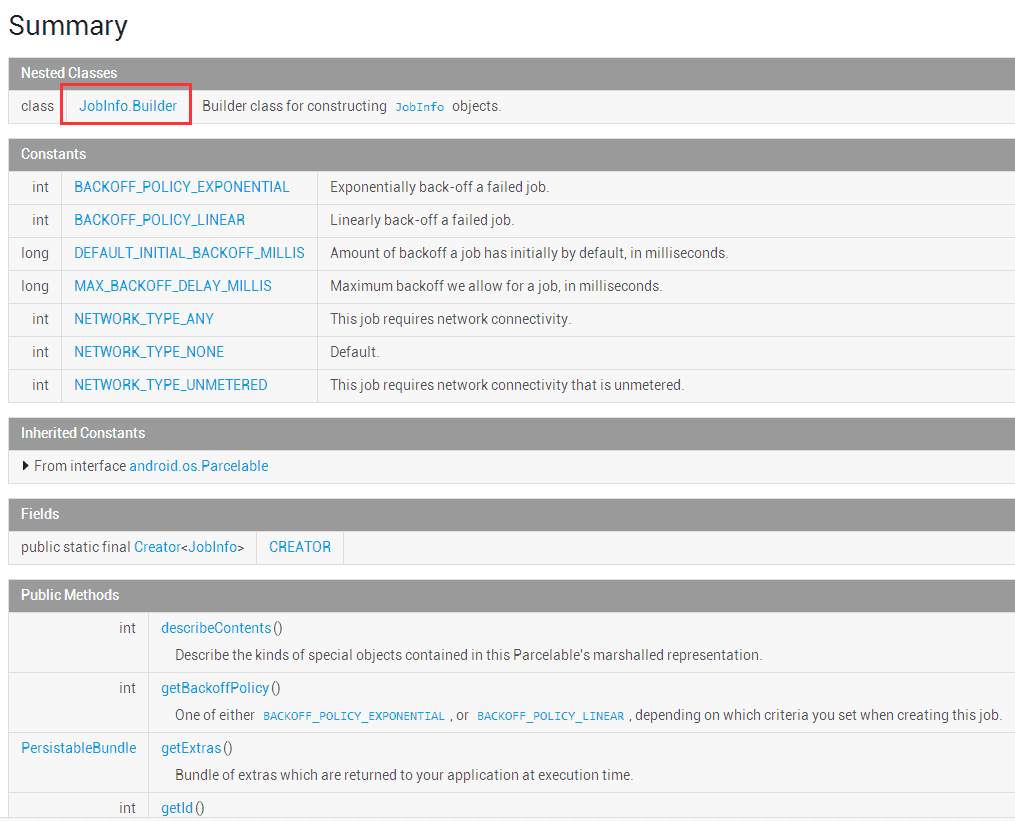 Summary
Nested Classes
class JobInfo.Builder Builder class for constructing JobInfo objects.
Constants
int BACKOFF_POLICY_EXPONENTIAL Exponentially back-off a failed job.
int BACKOFF_POLICY_LINEAR Linearly back-off a failed job.
long DEFAULT_INITIAL_BACKOFF_MILLIS Amount of backoff a job has initially by default, in milliseconds.
long MAX_BACKOFF_DELAY_MILLIS Maximum backoff we allow for a job, in milliseconds.
int NETWORK_TYPE_ANY This job requires network connectivity.
int NETWORK_TYPE_NONE Default.
int NETWORK_TYPE_UNMETERED This job requires network connectivity that is unmetered.
Inherited Constants
From interface android.os.Parcelable
Fields
public static final Creator<JobInfo> CREATOR
Public Methods
int describeContents()
Describe the kinds of special objects contained in this Parcelable's marshalled representation.
int getBackoffPolicy()
One of either BACKOFF_POLICY_EXPONENTIAL , or BACKOFF_POLICY_LINEAR , depending on which criteria you set when creating this job.
PersistableBundle getExtras()
Bundle of extras which are returned to your application at execution time.
int getId()